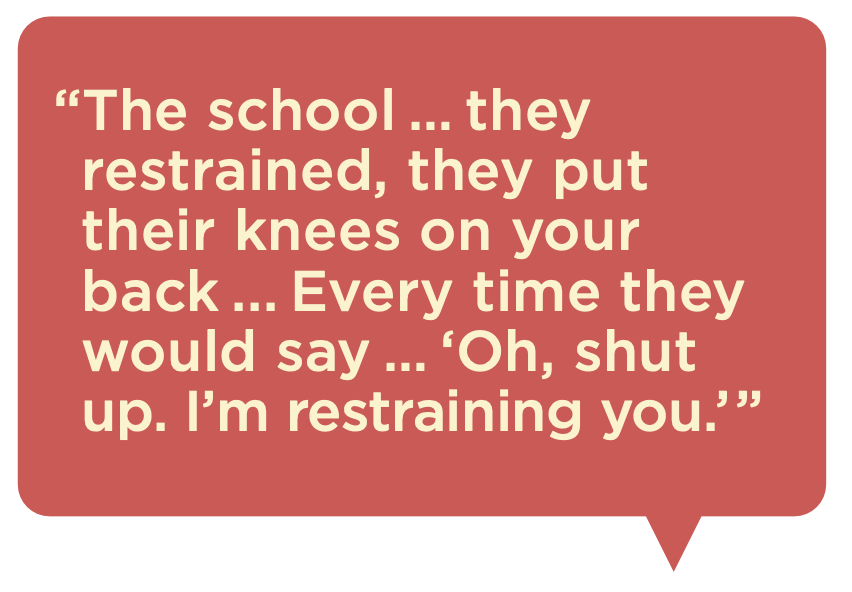 “The school ... they
restrained, they put
their knees on your
back ... Every time they
would say ... ‘Oh, shut
up. I’m restraining you.’”